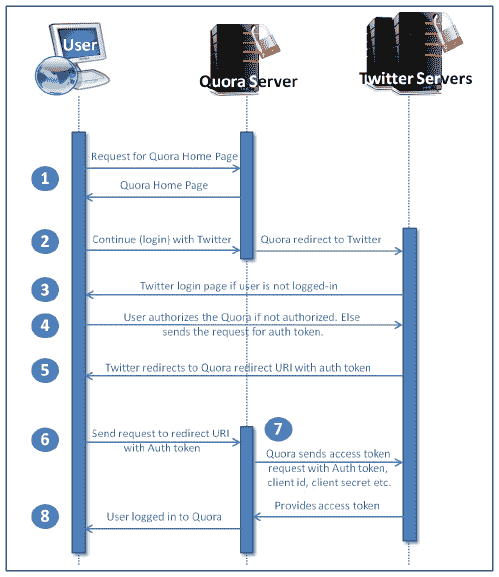 User
Quora Server
Twitter Servers
1
Request for Quora Home Page
Quora Home Page
2
Continue (login) with Twitter
Quora redirect to Twitter
3
Twitter login page if user is not logged-in
4
User authorizes the Quora if not authorized. Else
sends the request for auth token.
5
Twitter redirects to Quora redirect URI with auth token
6
Send request to redirect URI
with Auth token
7
Quora sends access token
request with Auth token,
client id, client secret etc.
Provides access token
8
User logged in to Quora